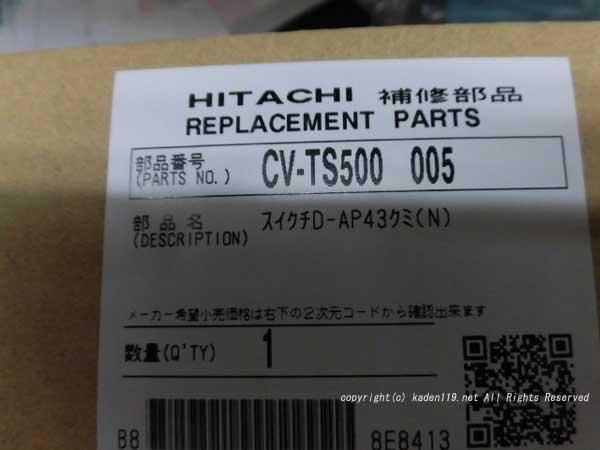 HITACHI 補修部品
REPLACEMENT PARTS
部品番号
(PARTS NO.) CV-TS500 005
部品名 スイクチD-AP43クミ(N)
(DESCRIPTION)
メーカー希望小売価格は右下の2次元コードから確認出来ます
数量(Q'TY) 1
copyright(c) kaden119.net All Rights Reserved
B8 8E8413